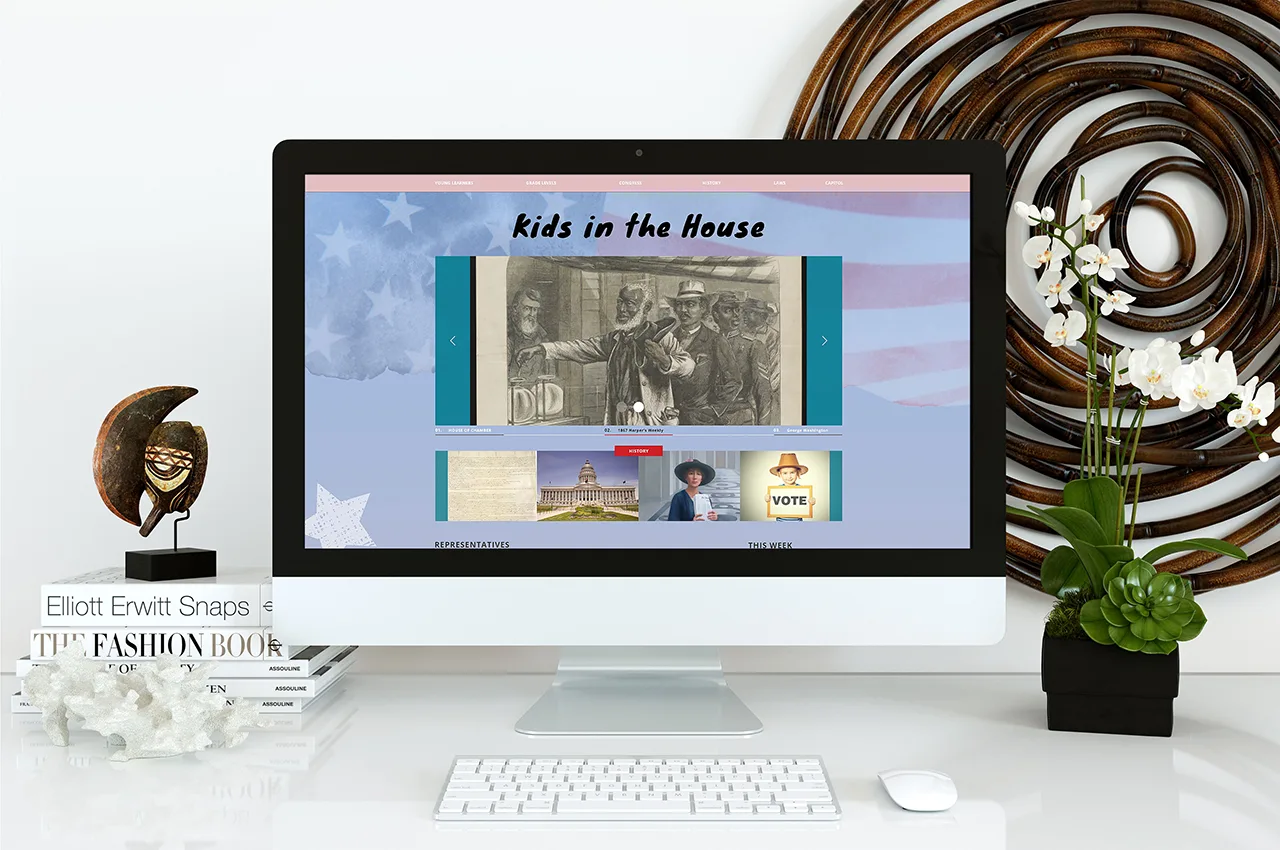 YOUNG LEARNERS GRADE LEVELS CONGRESS HISTORY LAWS CAPITOL
Kids in the House
01. HOUSE OF CHAMBER 02. 1867 Harper's Weekly 03. George Washington
HISTORY
VOTE
REPRESENTATIVES THIS WEEK
Elliott Erwitt Snaps
THE FASHION BOOK
OF
ASSOULINE
ASSOULINE
ASSOULINE